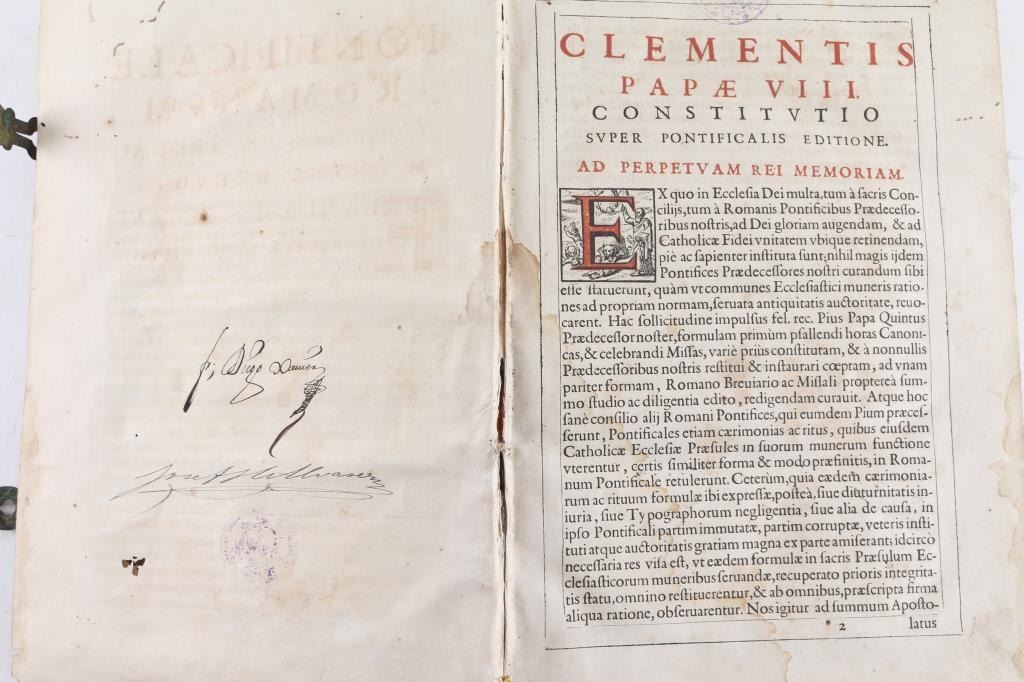 PONTIFICALE
ROMANVM
CLEMENTIS
PAPÆ VIII.
CONSTITVTIO
SVPER PONTIFICALIS EDITIONE.
AD PERPETVAM REI MEMORIAM.
EX quo in Ecclesia Dei multa, tum à sacris Con-
cilijs, tum à Romanis Pontificibus Prædecesso-
ribus nostris, ad Dei gloriam augendam, & ad
Catholicæ Fidei vnitatem vbique retinendam,
piè ac sapienter instituta sunt; nihil magis ijdem
Pontifices Prædecessores nostri curandum sibi
esse statuerunt, quàm vt communes Ecclesiastici muneris ratio-
nes ad propriam normam, seruata antiquitatis auctoritate, reuo-
carent. Hac sollicitudine impulsus fel. rec. Pius Papa Quintus
Prædecessor noster, formulam primùm psallendi horas Canoni-
cas, & celebrandi Missas, variè priùs constitutam, & à nonnullis
Prædecessoribus nostris restitui & instaurari cœptam, ad vnam
pariter formam, Romano Breuiario ac Missali proptereà sum-
mo studio ac diligentia edito, redigendam curauit. Atque hoc
sanè consilio alij Romani Pontifices, qui eumdem Pium præces-
serunt, Pontificales etiam cærimonias ac ritus, quibus eiusdem
Catholicæ Ecclesiæ Præsules in suorum munerum functione
vterentur, certis similiter forma & modo præfinitis, in Roma-
num Pontificale retulerunt. Ceterùm, quia eædem cærimonia-
rum ac rituum formulæ ibi expressæ, posteà, siue diuturnitatis in-
iuria, siue Typographorum negligentia, siue alia de causa, in
ipso Pontificali partim immutatæ, partim corruptæ, veteris insti-
tuti atque auctoritatis gratiam magna ex parte amiserant; idcircò
necessaria res visa est, vt eædem formulæ in sacris Præsulum Ec-
clesiasticorum muneribus seruandæ, recuperato prioris integrita-
tis statu, omnino restituerentur, & ab omnibus, præscripta firma
aliqua ratione, obseruarentur. Nos igitur ad summum Aposto-
* 2 latus